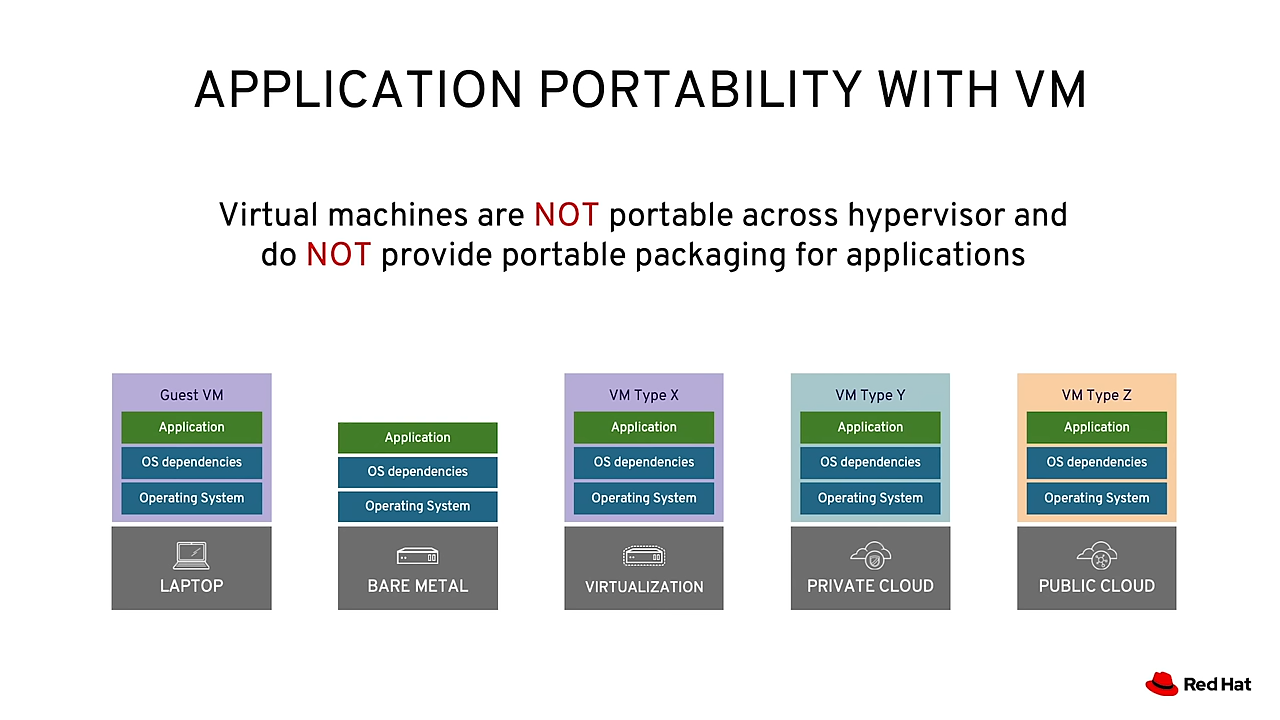 APPLICATION PORTABILITY WITH VM
Virtual machines are NOT portable across hypervisor and
do NOT provide portable packaging for applications
Guest VM
Application
OS dependencies
Operating System
LAPTOP
Application
OS dependencies
Operating System
BARE METAL
VM Type X
Application
OS dependencies
Operating System
VIRTUALIZATION
VM Type Y
Application
OS dependencies
Operating System
PRIVATE CLOUD
VM Type Z
Application
OS dependencies
Operating System
PUBLIC CLOUD
Red Hat